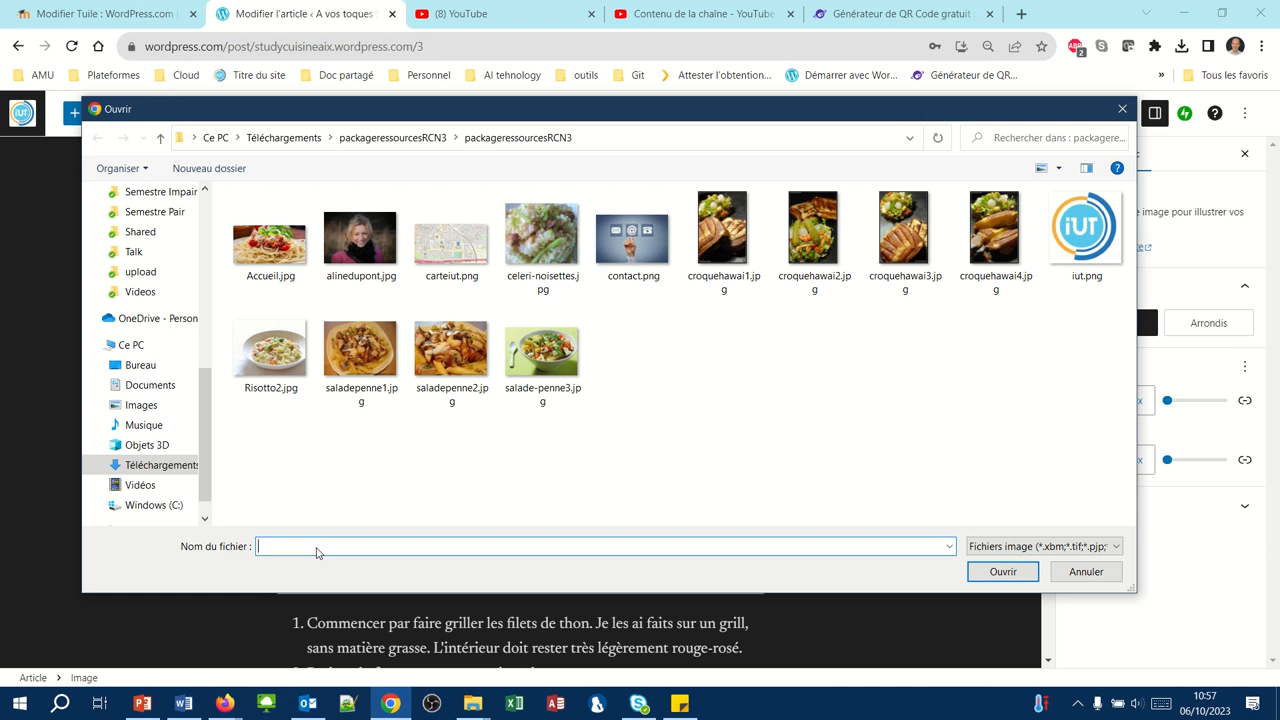 Modifier Tuile : WordPress.com
Modifier l'article « A vos toques
(8) YouTube
Contenu de la chaîne - YouTube
Générateur de QR Code gratuit :
wordpress.com/post/studycuisineaix.wordpress.com/3
AMU
Plateformes
Cloud
Titre du site
Doc partagé
Personnel
AI tehnology
outils
Git
Attester l'obtention...
Démarrer avec Wor...
Générateur de QR...
»
Tous les favoris
Ouvrir
Ce PC > Téléchargements > packageressourcesRCN3 > packageressourcesRCN3
Rechercher dans : packagere...
Organiser
Nouveau dossier
Semestre Impair
Semestre Pair
Shared
Talk
upload
Videos
OneDrive - Person
Ce PC
Bureau
Documents
Images
Musique
Objets 3D
Téléchargements
Vidéos
Windows (C:)
Accueil.jpg
alinedupont.jpg
carteiut.png
celeri-noisettes.j
pg
contact.png
croquehawai1.jp
g
croquehawai2.jp
g
croquehawai3.jp
g
croquehawai4.jp
g
iut.png
Risotto2.jpg
saladepenne1.jp
g
saladepenne2.jp
g
salade-penne3.jp
g
Nom du fichier :
Fichiers image (*.xbm;*.tif;*.pjp;
Ouvrir
Annuler
e image pour illustrer vos
Arrondis
1. Commencer par faire griller les filets de thon. Je les ai faits sur un grill,
sans matière grasse. L'intérieur doit rester très légèrement rouge-rosé.
Article
Image
10:57
06/10/2023